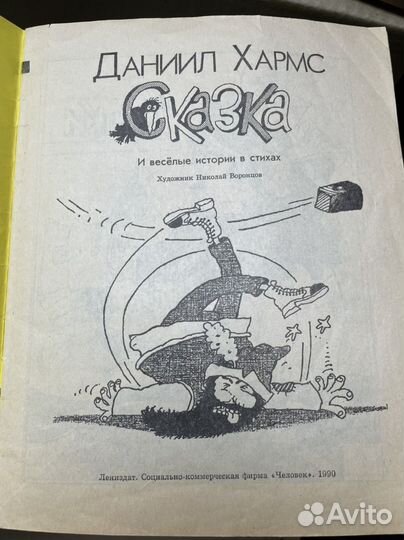 ДАНИИЛ ХАРМС
Сказка
И весёлые истории в стихах
Художник Николай Воронцов
Лениздат. Социально-коммерческая фирма «Человек». 1990
Avito